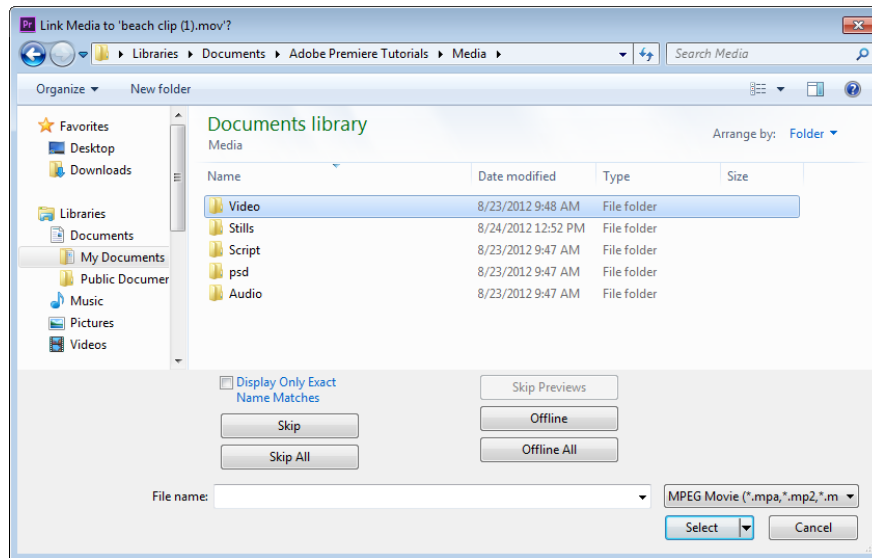 Pr Link Media to 'beach clip (1).mov'?
Libraries Documents Adobe Premiere Tutorials Media Search Media
Organize New folder
Favorites
Desktop
Downloads
Libraries
Documents
My Documents
Public Documer
Music
Pictures
Videos
Documents library
Media
Arrange by: Folder
Name Date modified Type Size
Video 8/23/2012 9:48 AM File folder
Stills 8/24/2012 12:52 PM File folder
Script 8/23/2012 9:47 AM File folder
psd 8/23/2012 9:47 AM File folder
Audio 8/23/2012 9:47 AM File folder
Display Only Exact
Name Matches
Skip Previews
Skip
Offline
Skip All
Offline All
File name:
MPEG Movie (*.mpa,*.mp2,*.m
Select Cancel